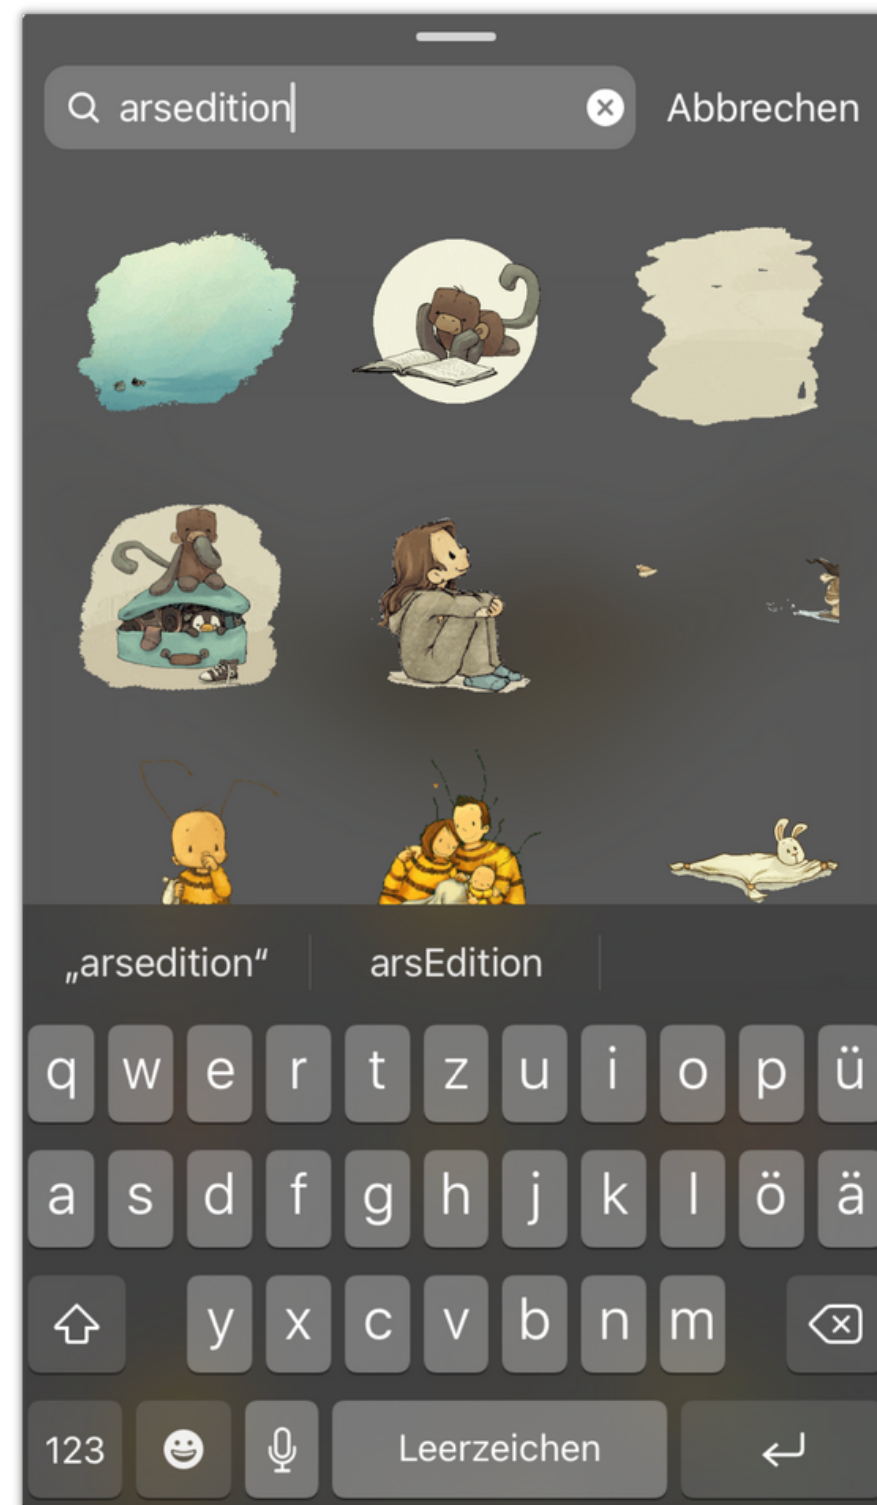 arsedition
Abbrechen
„arsedition“ arsEdition
q w e r t z u i o p ü
a s d f g h j k l ö ä
y x c v b n m
123 Leerzeichen